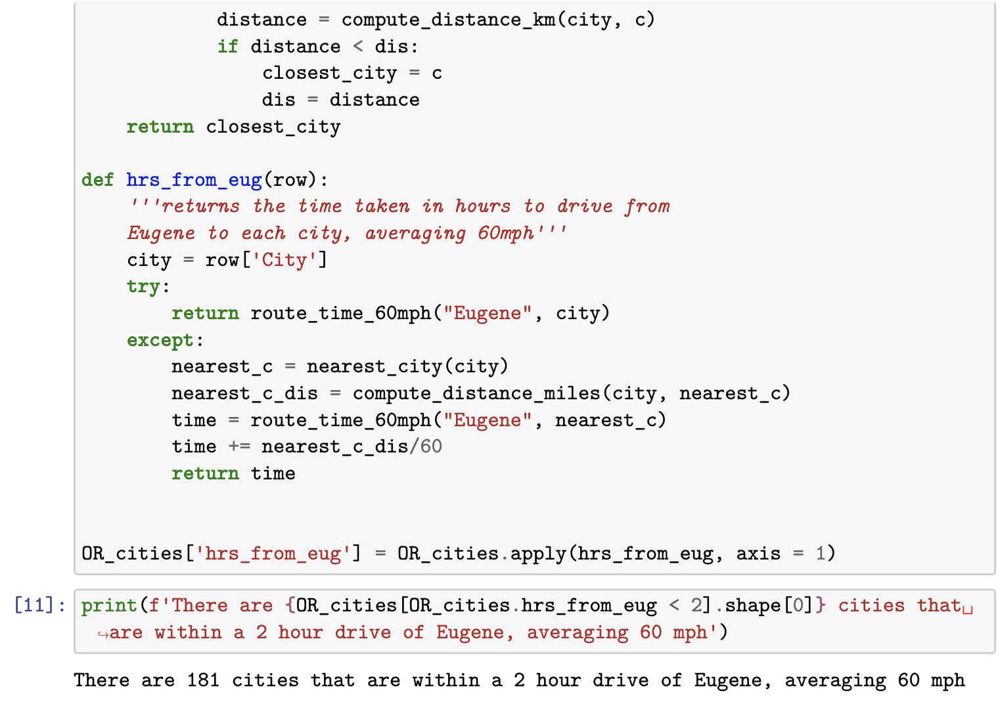 distance = compute_distance_km(city, c)
            if distance < dis:
                closest_city = c
                dis = distance
    return closest_city

def hrs_from_eug(row):
    '''returns the time taken in hours to drive from
    Eugene to each city, averaging 60mph'''
    city = row['City']
    try:
        return route_time_60mph("Eugene", city)
    except:
        nearest_c = nearest_city(city)
        nearest_c_dis = compute_distance_miles(city, nearest_c)
        time = route_time_60mph("Eugene", nearest_c)
        time += nearest_c_dis/60
        return time

OR_cities['hrs_from_eug'] = OR_cities.apply(hrs_from_eug, axis = 1)
[11]: print(f'There are {OR_cities[OR_cities.hrs_from_eug < 2].shape[0]} cities that␣
↪are within a 2 hour drive of Eugene, averaging 60 mph')
There are 181 cities that are within a 2 hour drive of Eugene, averaging 60 mph